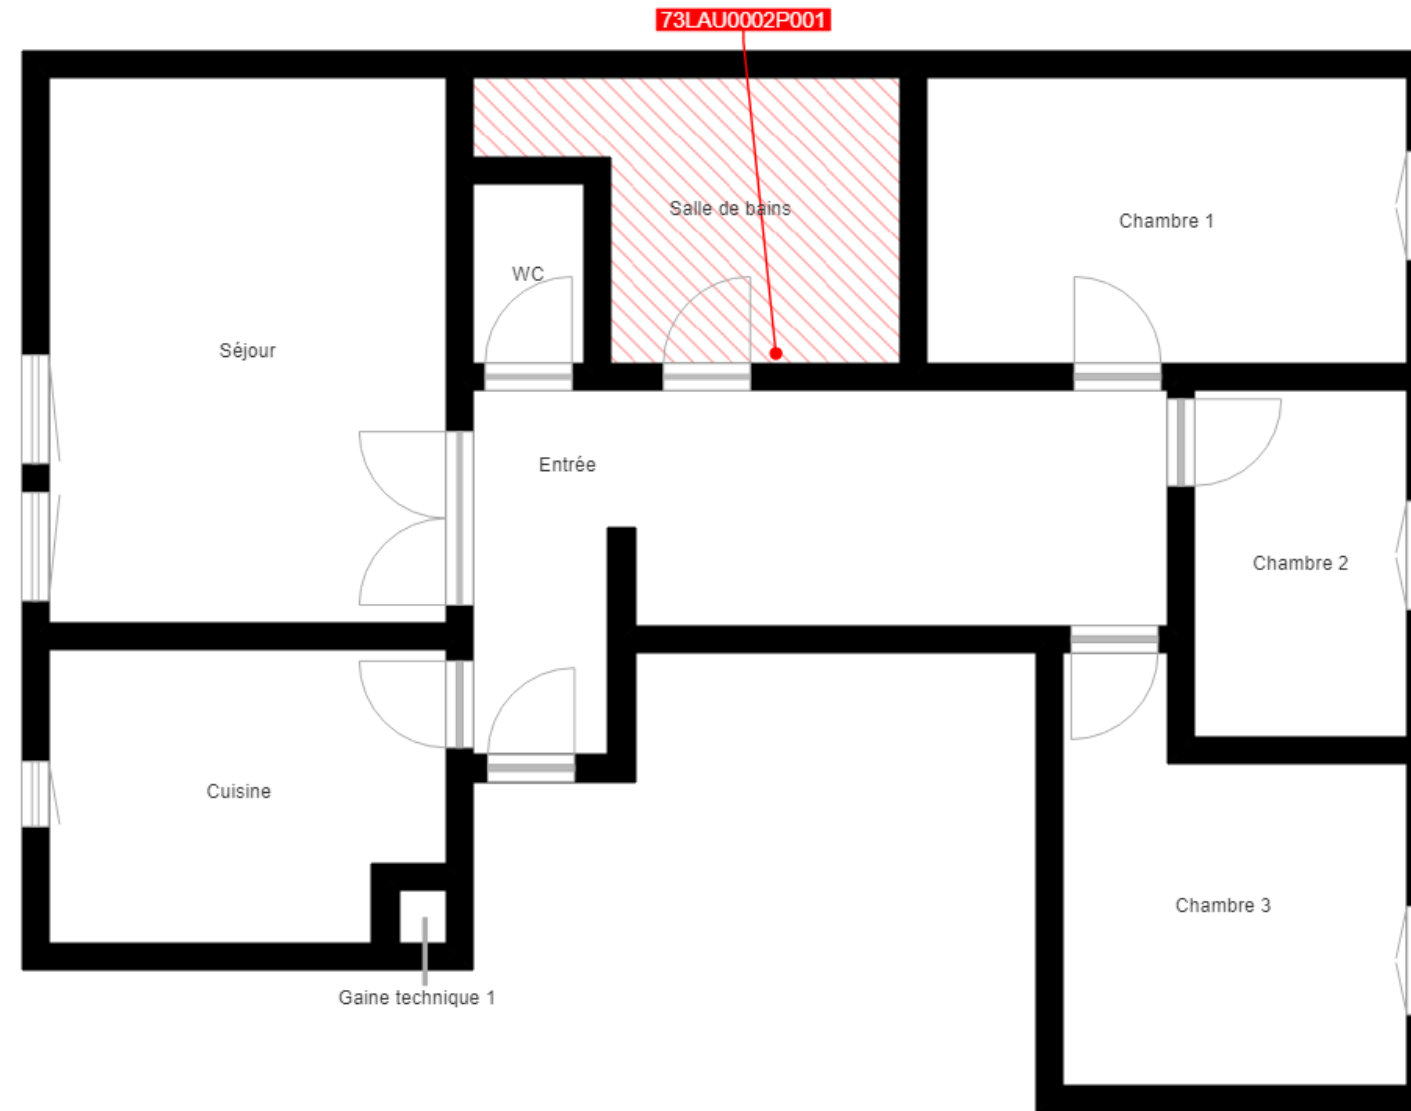 73LAU0002P001
Salle de bains
Chambre 1
WC
Séjour
Entrée
Chambre 2
Cuisine
Chambre 3
Gaine technique 1